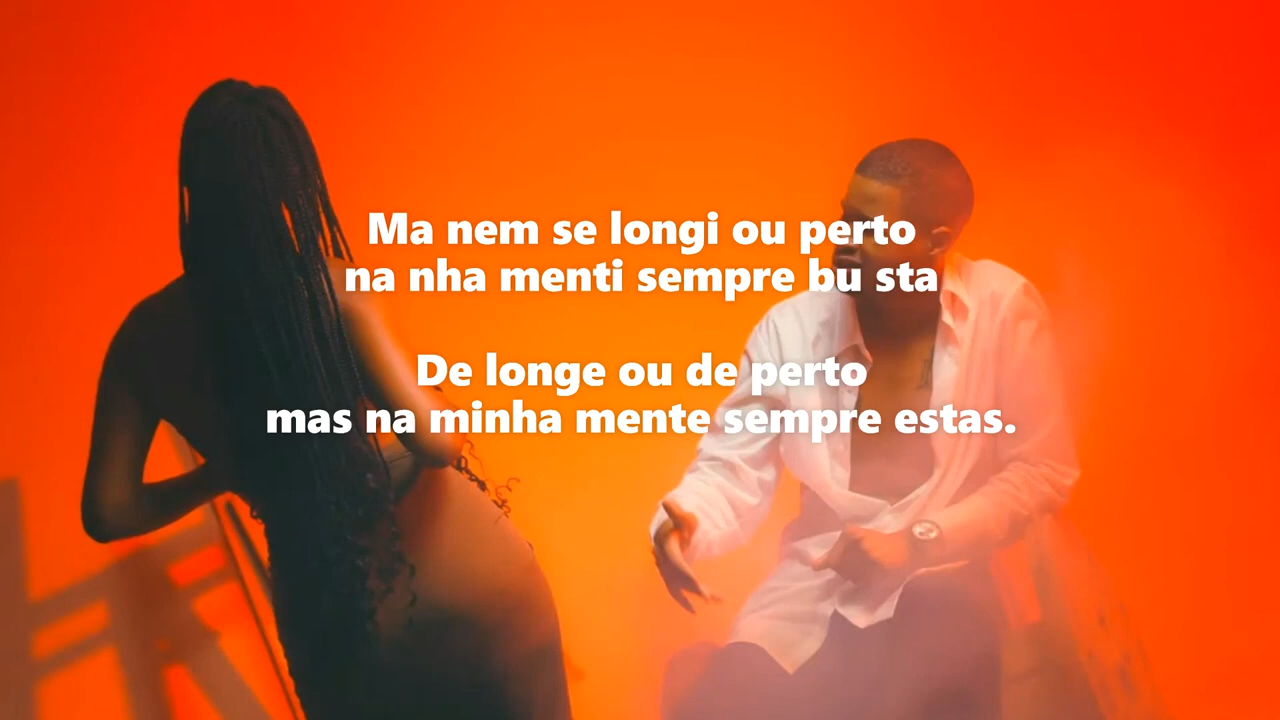 Ma nem se longi ou perto
na nha menti sempre bu sta
De longe ou de perto
mas na minha mente sempre estas.